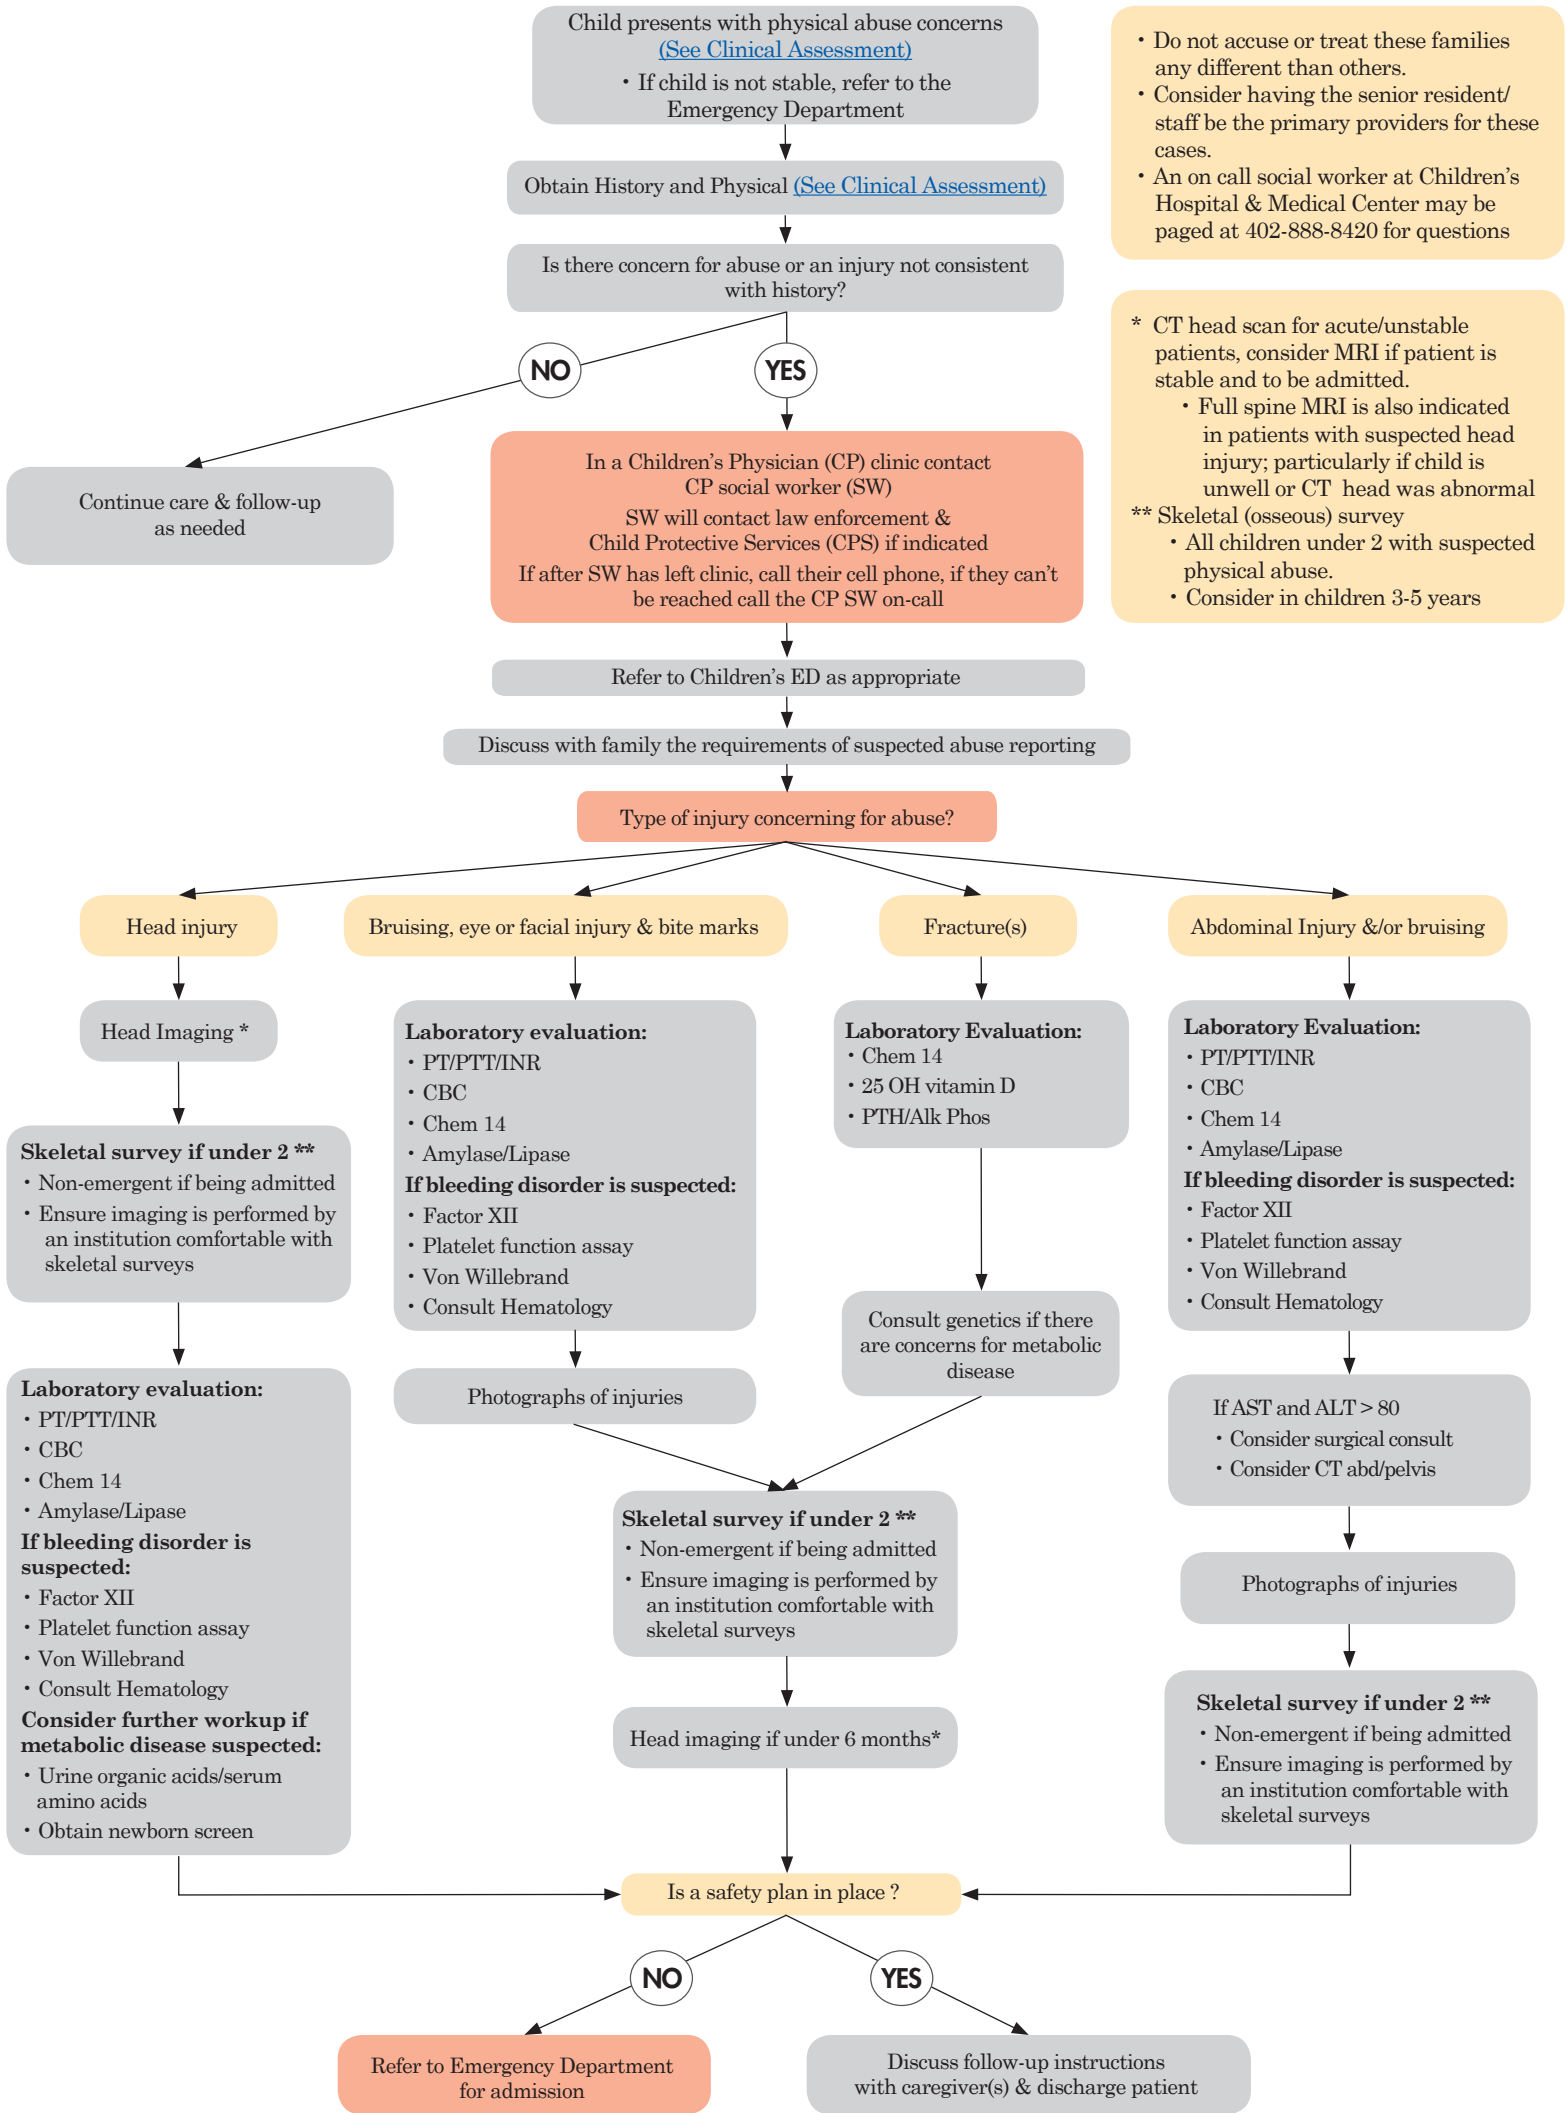 Child presents with physical abuse concerns
(See Clinical Assessment)
• If child is not stable, refer to the
Emergency Department
• Do not accuse or treat these families
any different than others.
• Consider having the senior resident/
staff be the primary providers for these
cases.
• An on call social worker at Children's
Hospital & Medical Center may be
paged at 402-888-8420 for questions
Obtain History and Physical (See Clinical Assessment)
Is there concern for abuse or an injury not consistent
with history?
* CT head scan for acute/unstable
patients, consider MRI if patient is
stable and to be admitted.
• Full spine MRI is also indicated
in patients with suspected head
injury; particularly if child is
unwell or CT head was abnormal
** Skeletal (osseous) survey
• All children under 2 with suspected
physical abuse.
• Consider in children 3-5 years
NO
YES
Continue care & follow-up
as needed
In a Children's Physician (CP) clinic contact
CP social worker (SW)
SW will contact law enforcement &
Child Protective Services (CPS) if indicated
If after SW has left clinic, call their cell phone, if they can't
be reached call the CP SW on-call
Refer to Children's ED as appropriate
Discuss with family the requirements of suspected abuse reporting
Type of injury concerning for abuse?
Head injury
Head Imaging *
Skeletal survey if under 2 **
• Non-emergent if being admitted
• Ensure imaging is performed by
an institution comfortable with
skeletal surveys
Laboratory evaluation:
• PT/PTT/INR
• CBC
• Chem 14
• Amylase/Lipase
If bleeding disorder is
suspected:
• Factor XII
• Platelet function assay
• Von Willebrand
• Consult Hematology
Consider further workup if
metabolic disease suspected:
• Urine organic acids/serum
amino acids
• Obtain newborn screen
Bruising, eye or facial injury & bite marks
Laboratory evaluation:
• PT/PTT/INR
• CBC
• Chem 14
• Amylase/Lipase
If bleeding disorder is suspected:
• Factor XII
• Platelet function assay
• Von Willebrand
• Consult Hematology
Photographs of injuries
Fracture(s)
Laboratory Evaluation:
• Chem 14
• 25 OH vitamin D
• PTH/Alk Phos
Consult genetics if there
are concerns for metabolic
disease
Skeletal survey if under 2 **
• Non-emergent if being admitted
• Ensure imaging is performed by
an institution comfortable with
skeletal surveys
Head imaging if under 6 months*
Abdominal Injury &/or bruising
Laboratory Evaluation:
• PT/PTT/INR
• CBC
• Chem 14
• Amylase/Lipase
If bleeding disorder is suspected:
• Factor XII
• Platelet function assay
• Von Willebrand
• Consult Hematology
If AST and ALT > 80
• Consider surgical consult
• Consider CT abd/pelvis
Photographs of injuries
Skeletal survey if under 2 **
• Non-emergent if being admitted
• Ensure imaging is performed by
an institution comfortable with
skeletal surveys
Is a safety plan in place ?
NO
YES
Refer to Emergency Department
for admission
Discuss follow-up instructions
with caregiver(s) & discharge patient